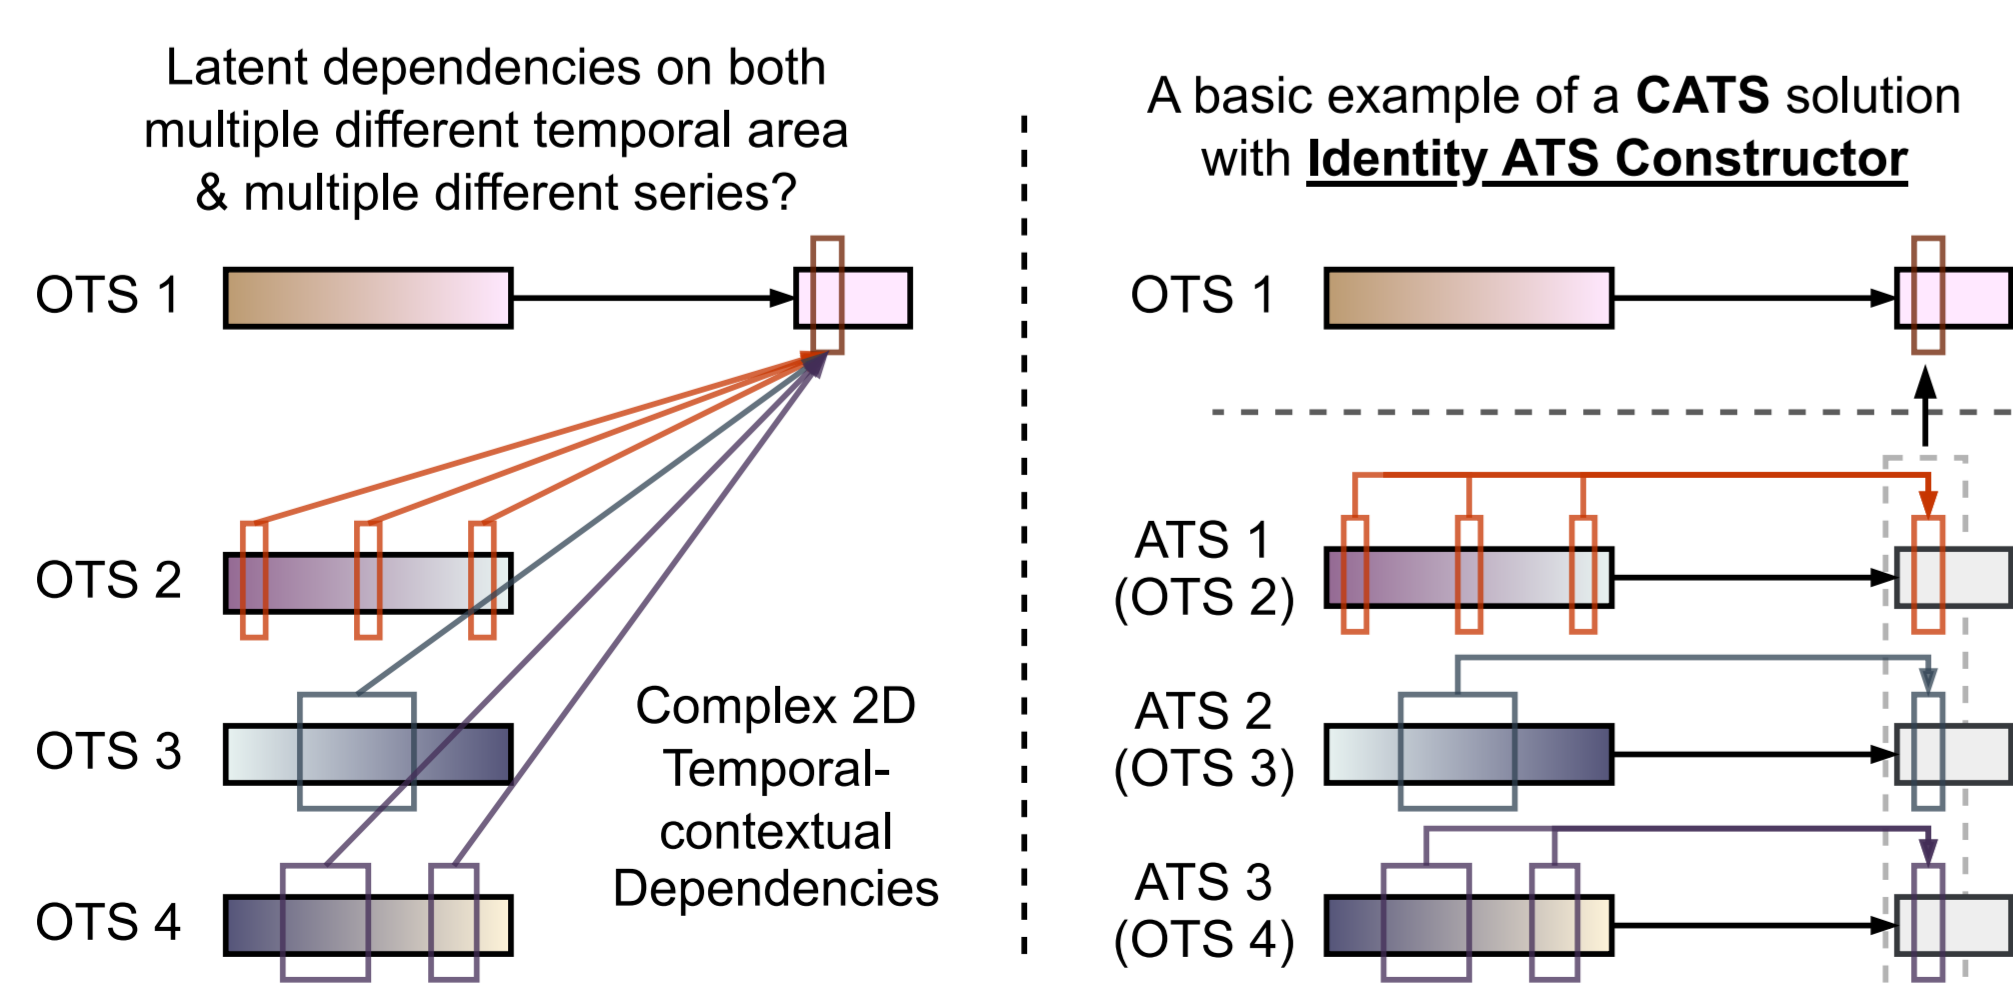 Latent dependencies on both
multiple different temporal area
& multiple different series?
OTS 1
OTS 2
OTS 3
OTS 4
Complex 2D
Temporal-
contextual
Dependencies
A basic example of a CATS solution
with Identity ATS Constructor
OTS 1
ATS 1
(OTS 2)
ATS 2
(OTS 3)
ATS 3
(OTS 4)